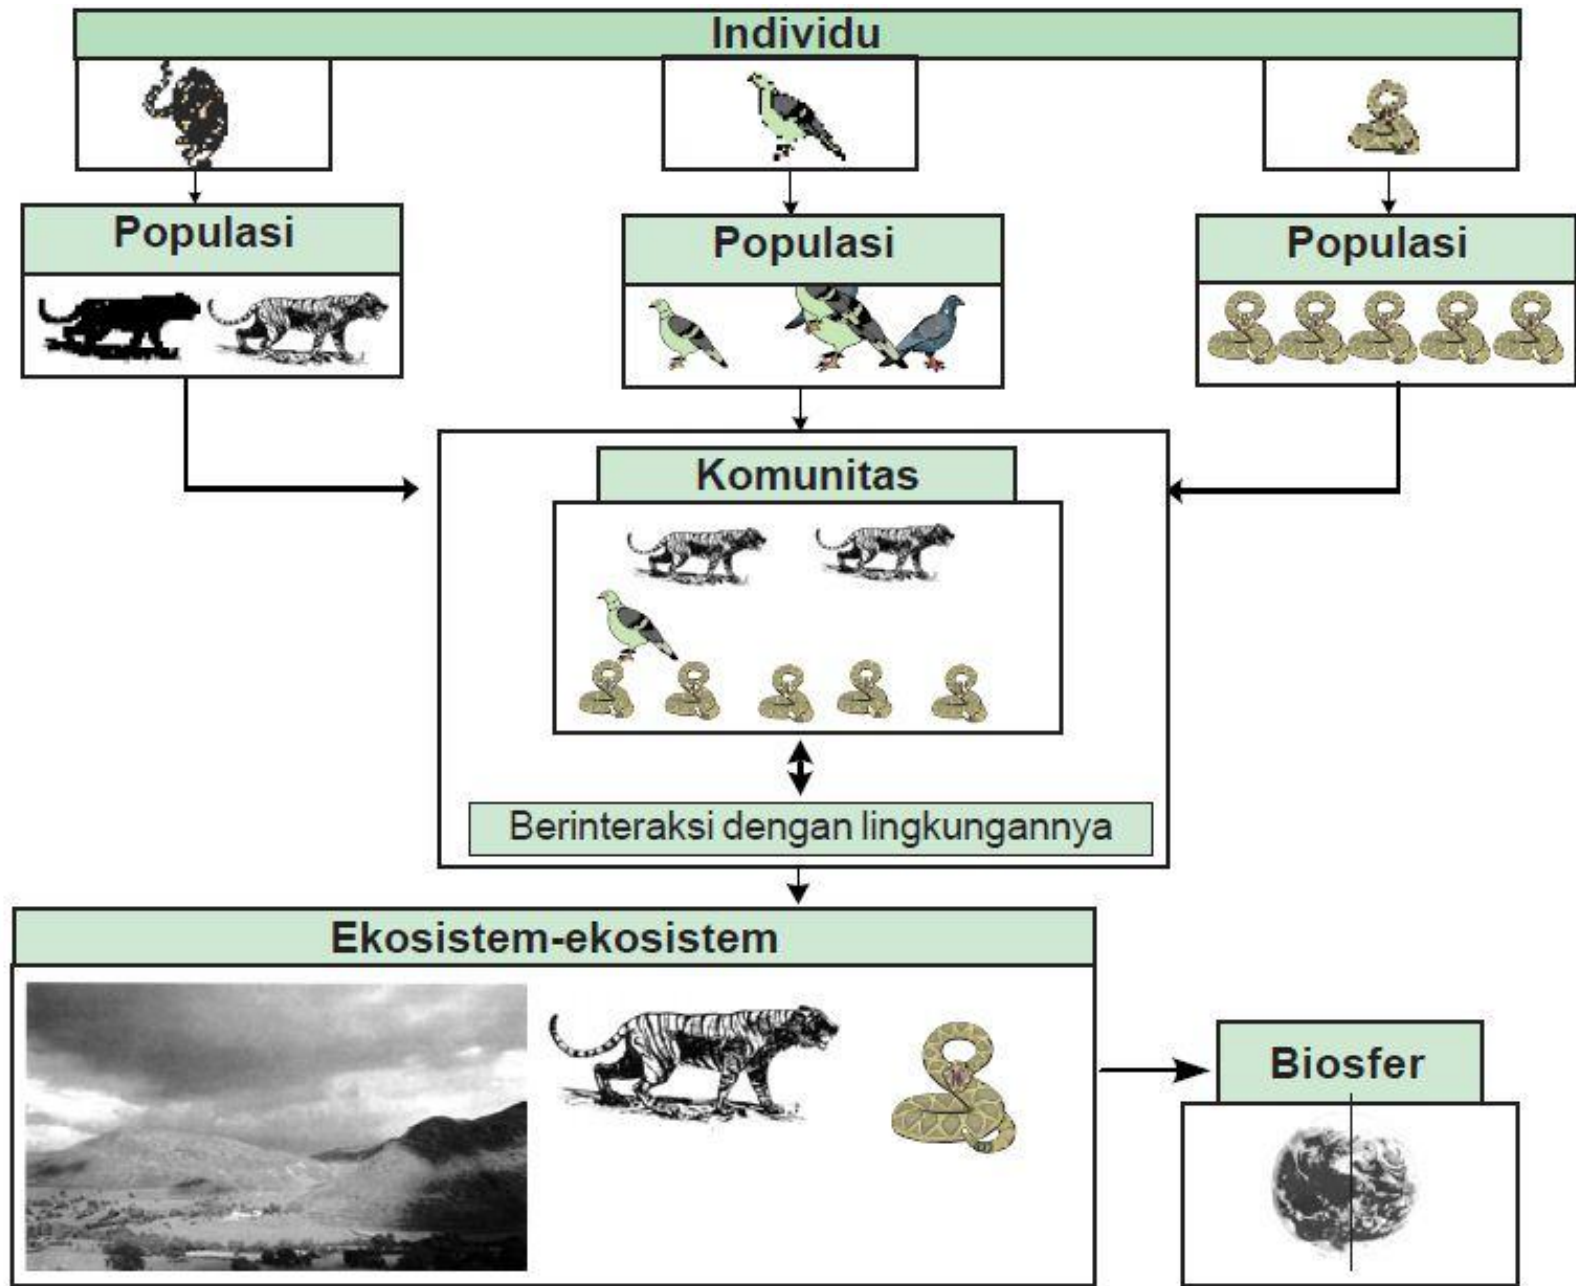 Individu
Populasi
Populasi
Populasi
Komunitas
Berinteraksi dengan lingkungannya
Ekosistem-ekosistem
Biosfer